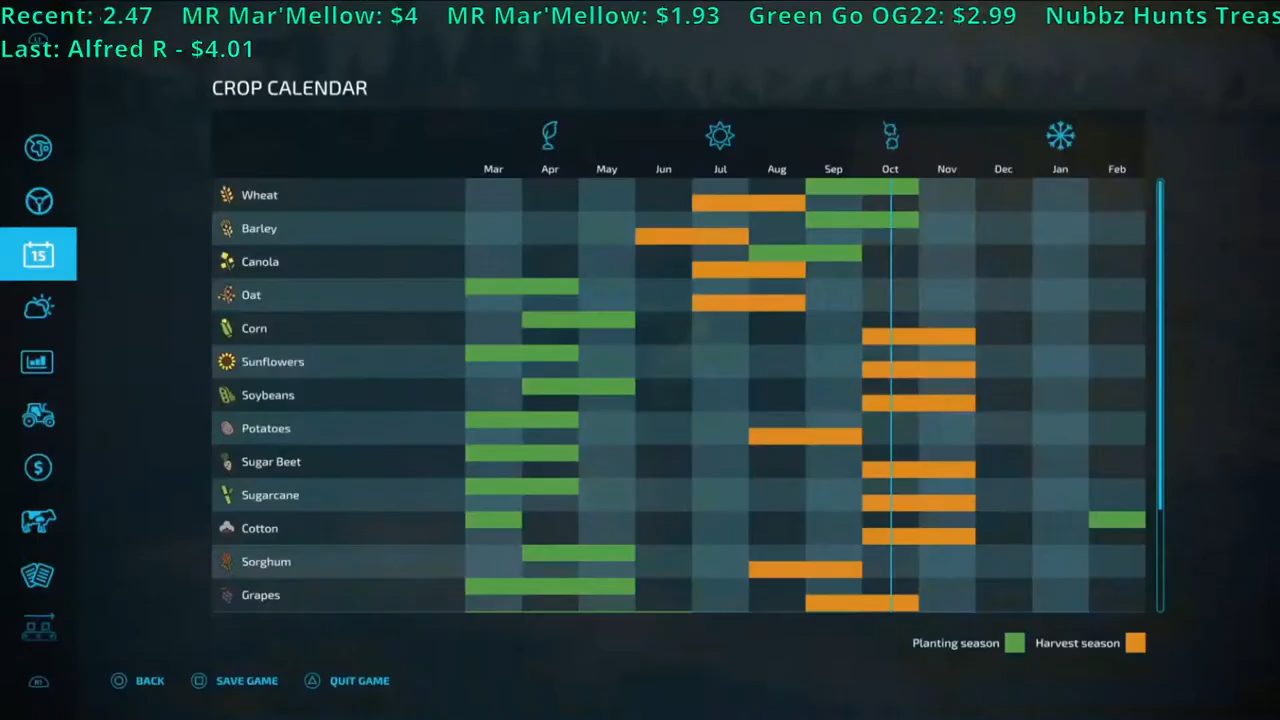 Recent: 2.47 MR Mar'Mellow: $4 MR Mar'Mellow: $1.93 Green Go OG22: $2.99 Nubbz Hunts Treas
Last: Alfred R - $4.01
CROP CALENDAR
Mar Apr May Jun Jul Aug Sep Oct Nov Dec Jan Feb
Wheat
Barley
15
Canola
Oat
Corn
Sunflowers
Soybeans
Potatoes
Sugar Beet
Sugarcane
Cotton
Sorghum
Grapes
Planting season Harvest season
BACK SAVE GAME QUIT GAME